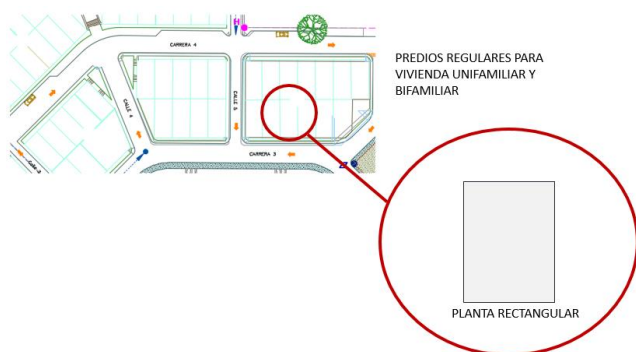 CARRERA 4
PREDIOS REGULARES PARA
VIVIENDA UNIFAMILIAR Y
BIFAMILIAR
CALLE 4
CALLE 5
CARRERA 3
PLANTA RECTANGULAR